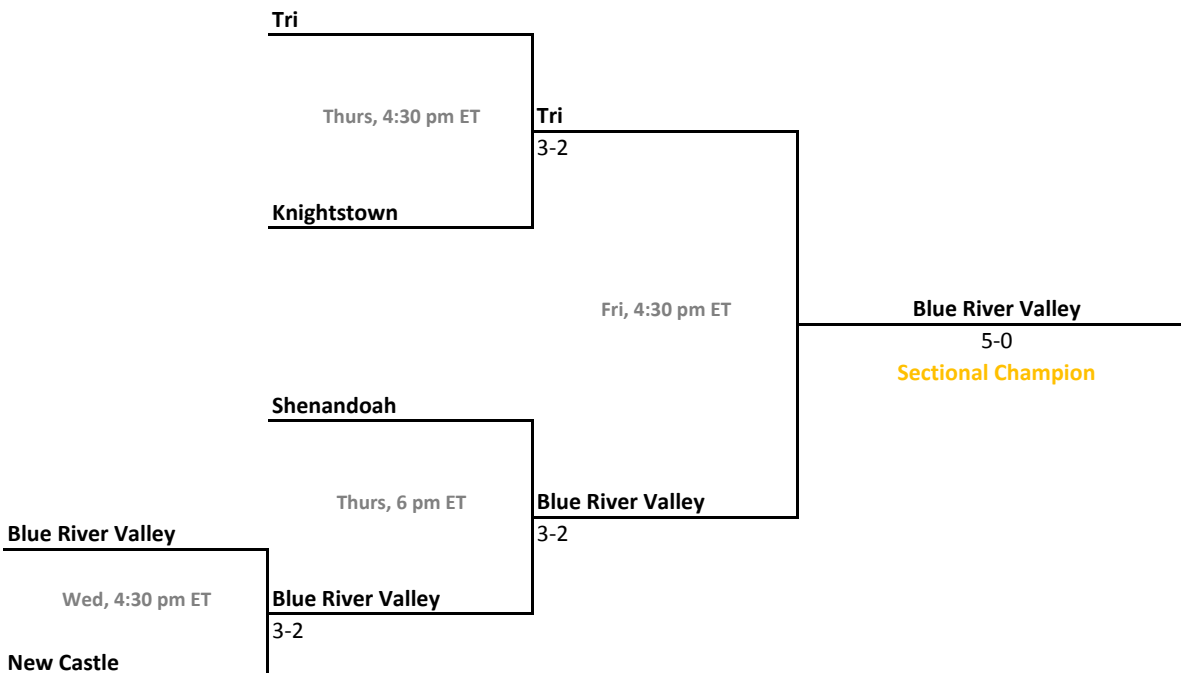 Tri
Thurs, 4:30 pm ET
Tri
3-2
Knightstown
Fri, 4:30 pm ET
Blue River Valley
5-0
Sectional Champion
Shenandoah
Thurs, 6 pm ET
Blue River Valley
3-2
Blue River Valley
Wed, 4:30 pm ET
Blue River Valley
3-2
New Castle